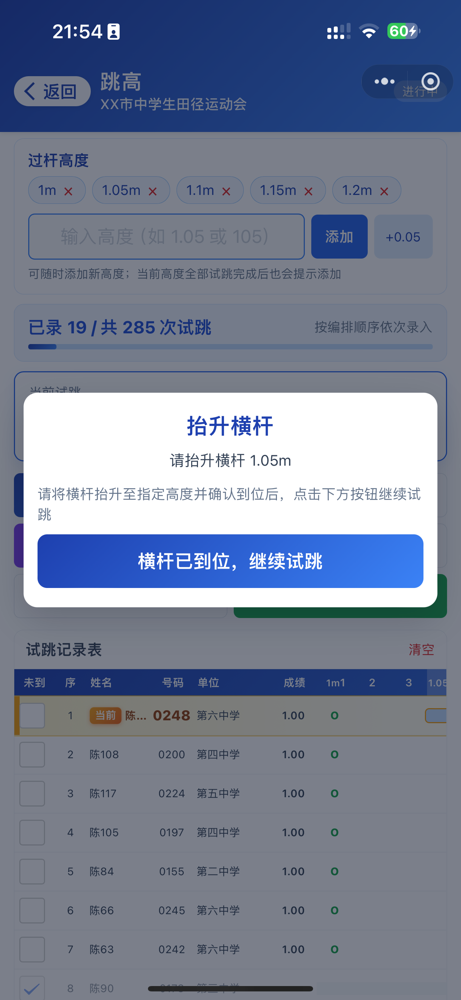 21:54
60
返回
跳高
XX市中学生田径运动会
进行中
过杆高度
1m ×
1.05m ×
1.1m ×
1.15m ×
1.2m ×
输入高度（如 1.05 或 105）
添加
+0.05
可随时添加新高度；当前高度全部试跳完成后也会提示添加
已录 19 / 共 285 次试跳
按编排顺序依次录入
当前试跳
抬升横杆
请抬升横杆 1.05m
请将横杆抬升至指定高度并确认到位后，点击下方按钮继续试
跳
横杆已到位，继续试跳
试跳记录表
清空
未到 序 姓名 号码 单位 成绩 1m1 2 3 1.05
1 当前 陈... 0248 第六中学 1.00 O
2 陈108 0200 第四中学 1.00 O
3 陈117 0224 第五中学 1.00 O
4 陈105 0197 第四中学 1.00 O
5 陈84 0155 第二中学 1.00 O
6 陈66 0245 第六中学 1.00 O
7 陈63 0242 第六中学 1.00 O
8 陈90